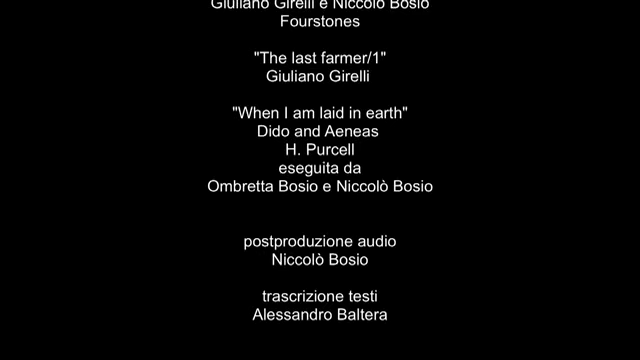 Giuliano Girelli e Niccolò Bosio
Fourstones
"The last farmer/1"
Giuliano Girelli
"When I am laid in earth"
Dido and Aeneas
H. Purcell
eseguita da
Ombretta Bosio e Niccolò Bosio
postproduzione audio
Niccolò Bosio
trascrizione testi
Alessandro Baltera